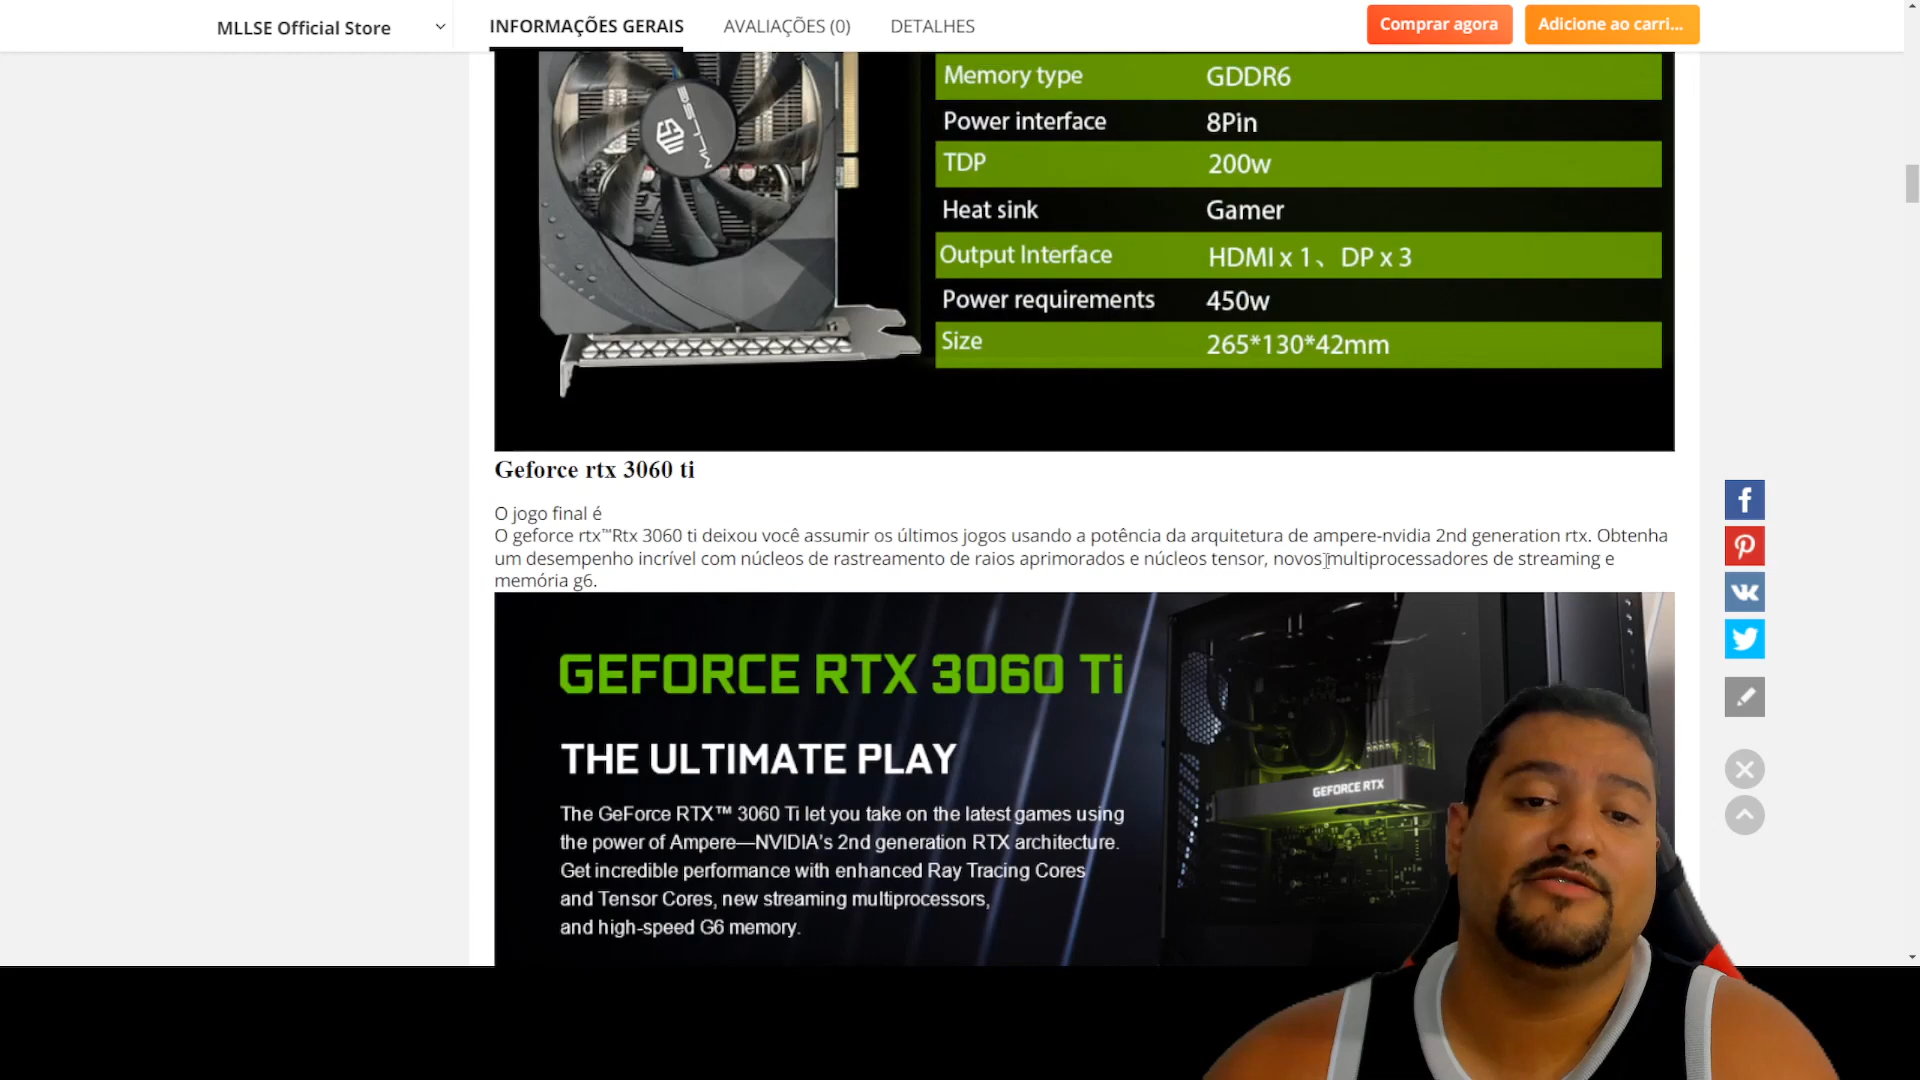 MLLSE Official Store
INFORMAÇÕES GERAIS
AVALIAÇÕES (0)
DETALHES
Comprar agora
Adicione ao carri...
MLLSE
Memory type GDDR6
Power interface 8Pin
TDP 200w
Heat sink Gamer
Output Interface HDMI x 1、 DP x 3
Power requirements 450w
Size 265*130*42mm
Geforce rtx 3060 ti
O jogo final é
O geforce rtx™Rtx 3060 ti deixou você assumir os últimos jogos usando a potência da arquitetura de ampere-nvidia 2nd generation rtx. Obtenha
um desempenho incrível com núcleos de rastreamento de raios aprimorados e núcleos tensor, novos multiprocessadores de streaming e
memória g6.
GEFORCE RTX 3060 Ti
THE ULTIMATE PLAY
The GeForce RTX™ 3060 Ti let you take on the latest games using
the power of Ampere—NVIDIA's 2nd generation RTX architecture.
Get incredible performance with enhanced Ray Tracing Cores
and Tensor Cores, new streaming multiprocessors,
and high-speed G6 memory.
GEFORCE RTX